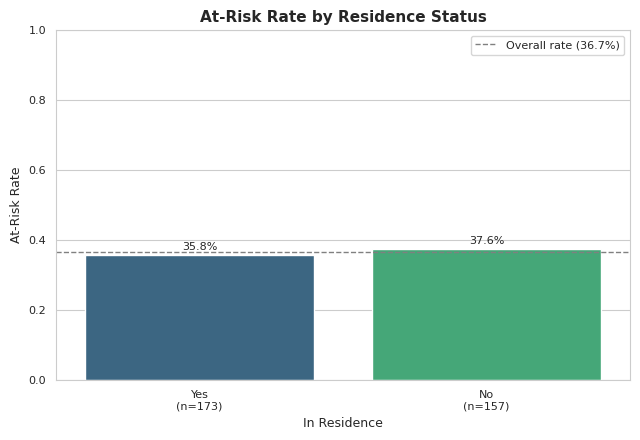 At-Risk Rate by Residence Status
1.0
Overall rate (36.7%)
0.8
0.6
At-Risk Rate
0.4
35.8%
37.6%
0.2
0.0
Yes
(n=173)
No
(n=157)
In Residence